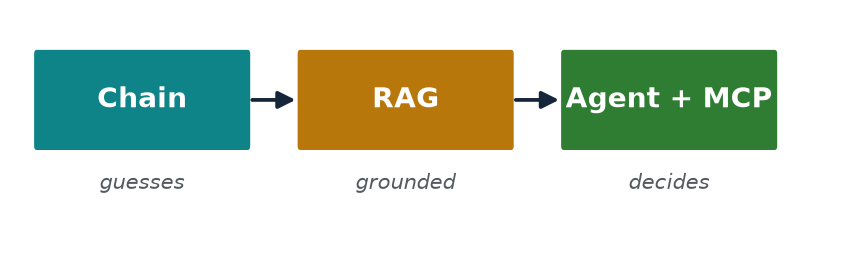 Chain
RAG
Agent + MCP
guesses
grounded
decides